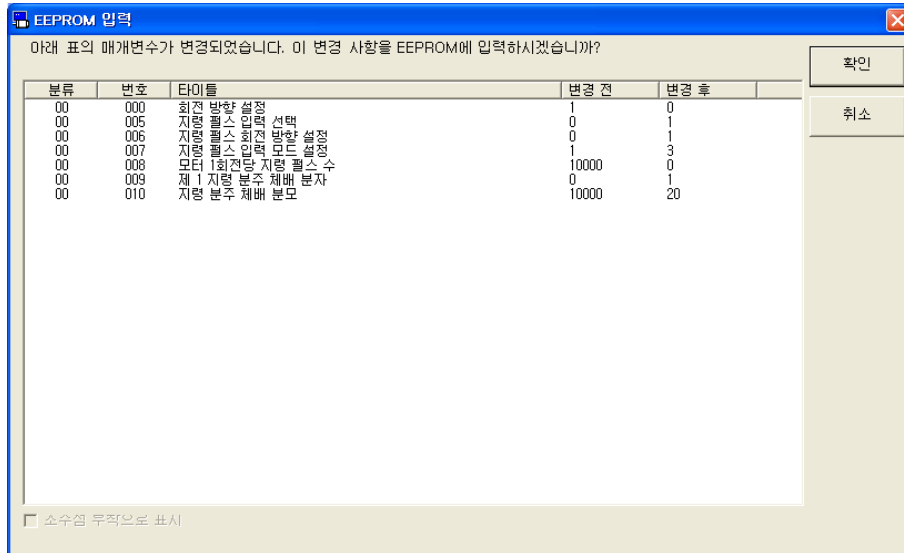 EEPROM 입력
아래 표의 매개변수가 변경되었습니다. 이 변경 사항을 EEPROM에 입력하시겠습니까?
확인
취소
분류 번호 타이틀 변경 전 변경 후
00 000 회전 방향 설정 1 0
00 005 지령 펄스 입력 선택 0 1
00 006 지령 펄스 회전 방향 설정 0 1
00 007 지령 펄스 입력 모드 설정 1 3
00 008 모터 1회전당 지령 펄스 수 10000 0
00 009 제 1 지령 분주 체배 분자 0 1
00 010 지령 분주 체배 분모 10000 20
소수점 무작으로 표시